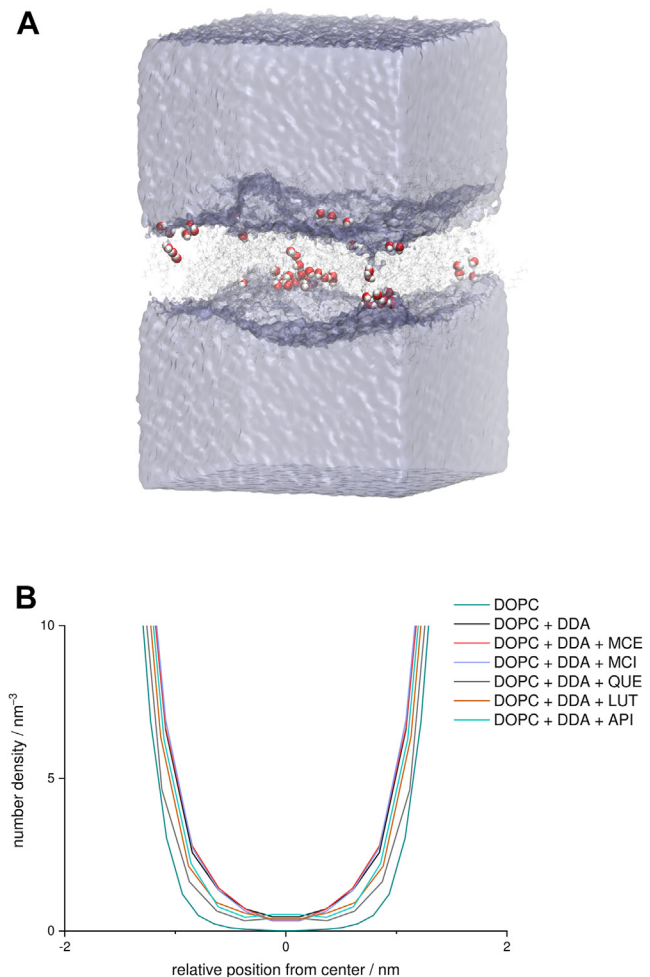 A
B
DOPC
DOPC + DDA
DOPC + DDA + MCE
DOPC + DDA + MCI
DOPC + DDA + QUE
DOPC + DDA + LUT
DOPC + DDA + API
10
5
0
number density / nm⁻³
-2
0
2
relative position from center / nm